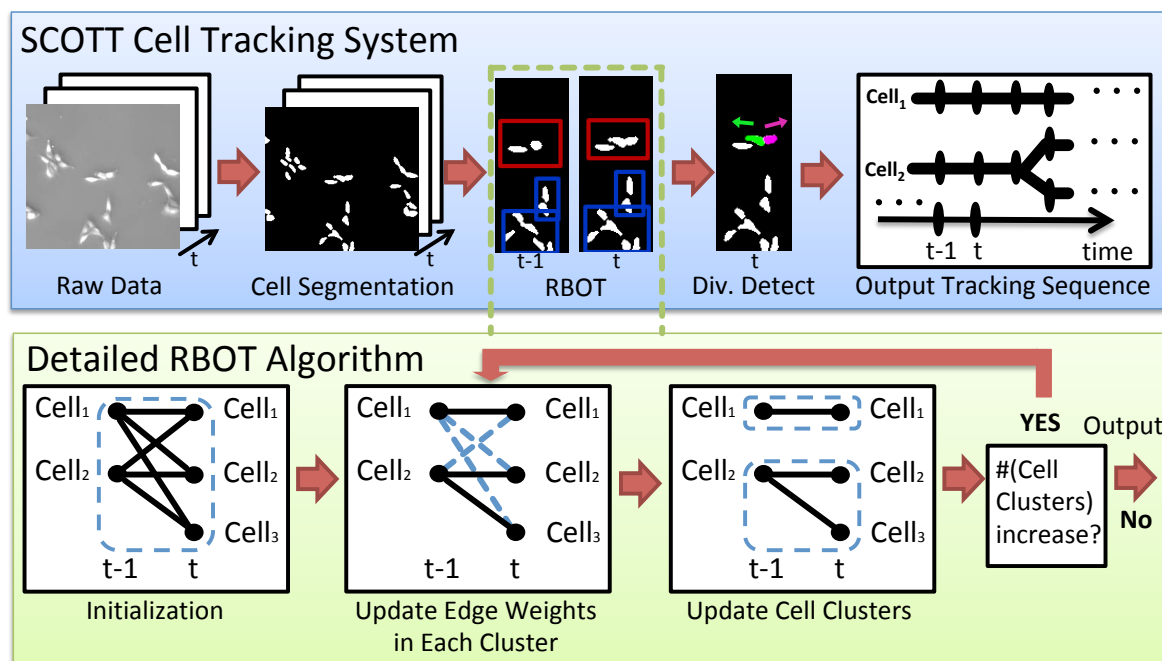 SCOTT Cell Tracking System
t
Raw Data
t
Cell Segmentation
t-1
t
RBOT
t
Div. Detect
Cell1
Cell2
t-1
t
time
Output Tracking Sequence
Detailed RBOT Algorithm
Cell1
Cell2
Cell1
Cell2
Cell3
t-1
t
Initialization
Cell1
Cell2
Cell1
Cell2
Cell3
t-1
t
Update Edge Weights
in Each Cluster
Cell1
Cell2
Cell1
Cell2
Cell3
t-1
t
Update Cell Clusters
YES
#(Cell
Clusters)
increase?
Output
No